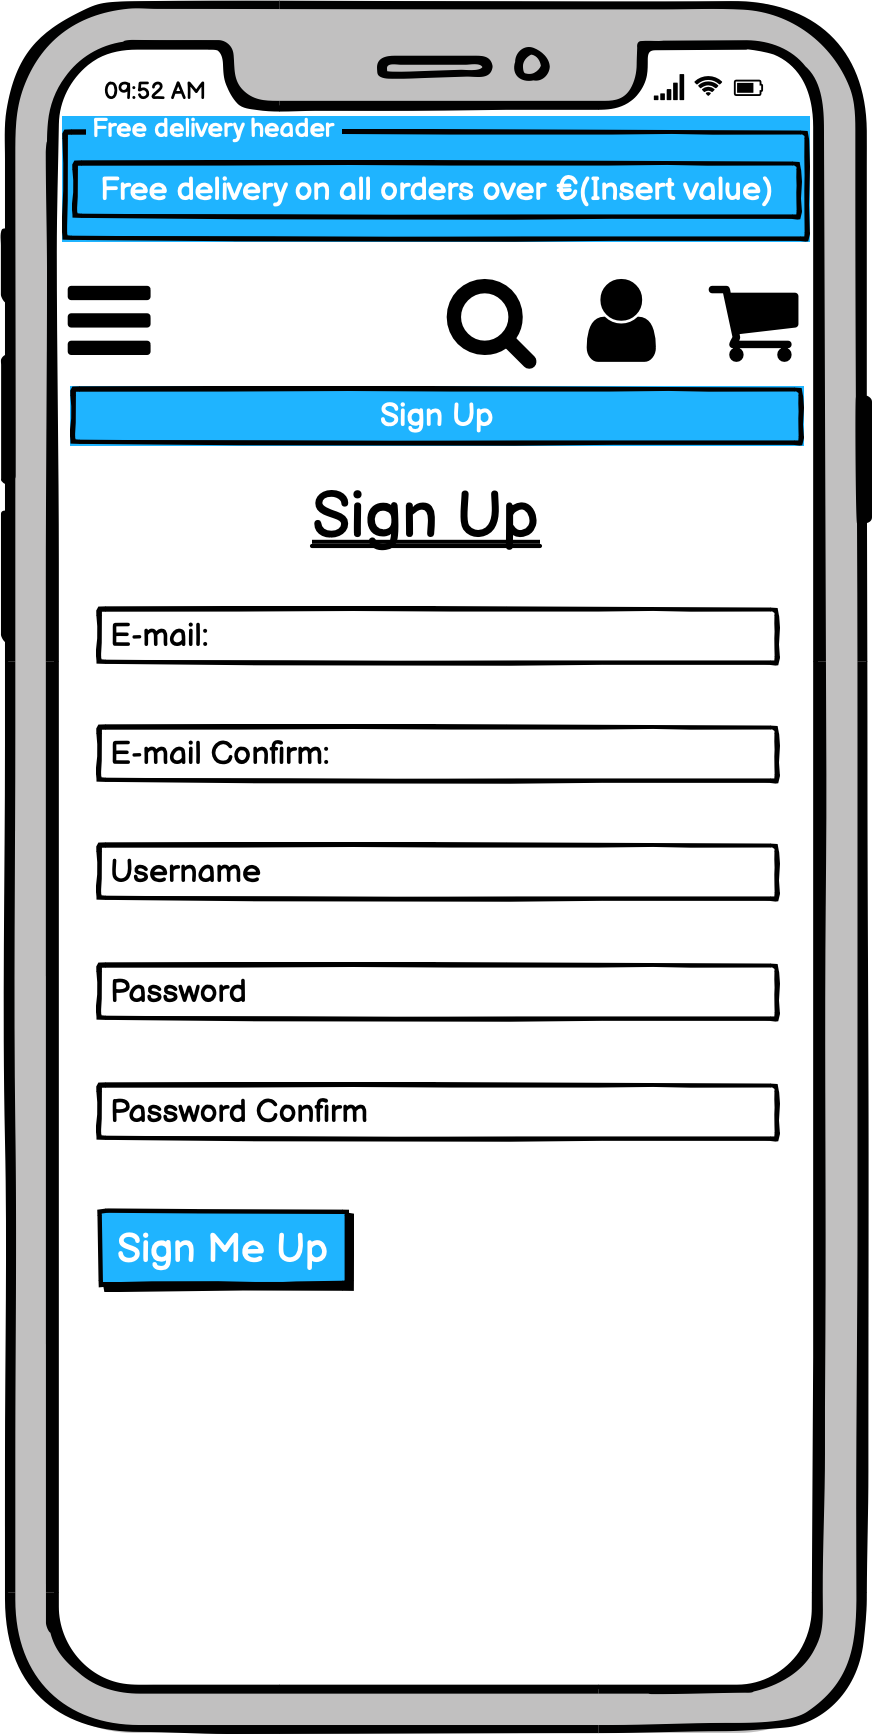 09:52 AM
Free delivery header
Free delivery on all orders over €(Insert value)
Sign Up
Sign Up
E-mail:
E-mail Confirm:
Username
Password
Password Confirm
Sign Me Up